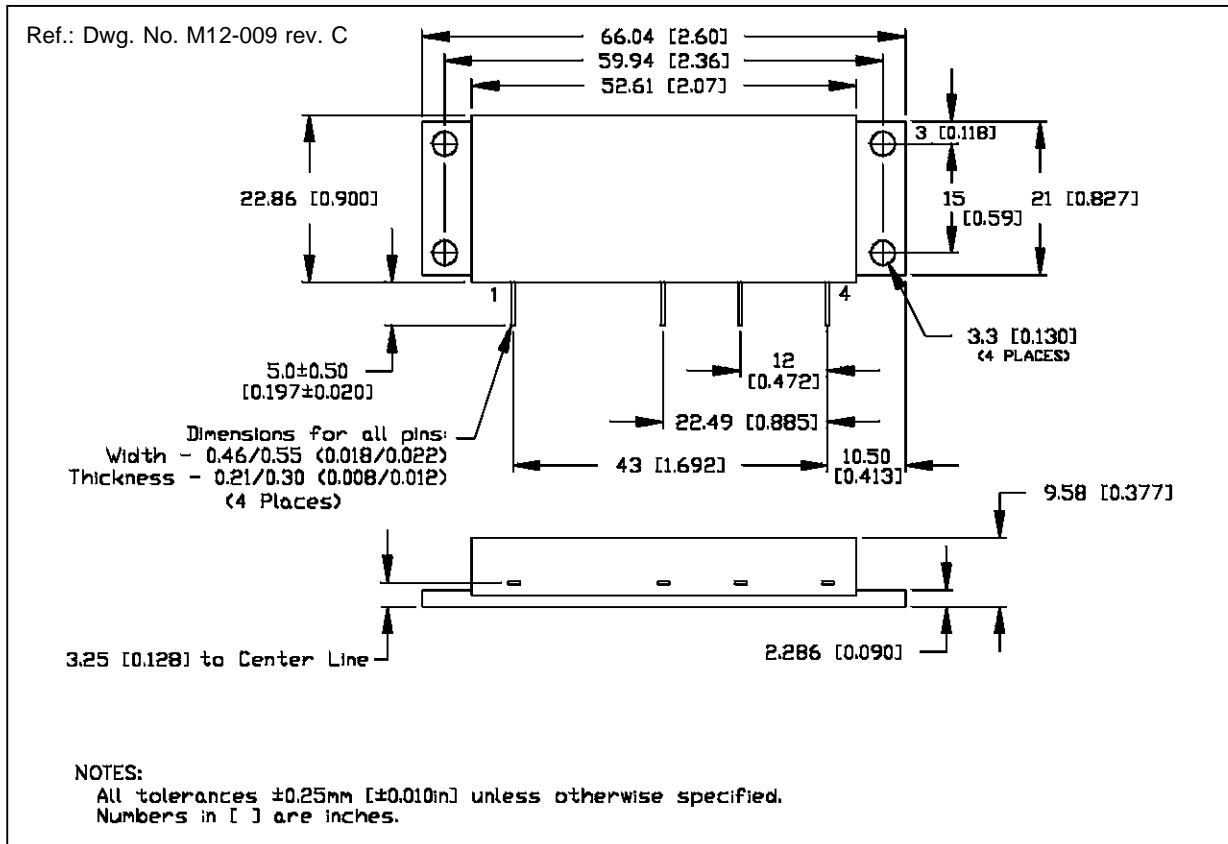 Ref.: Dwg. No. M12-009 rev. C
66.04 [2.60]
59.94 [2.36]
52.61 [2.07]
3 [0.118]
22.86 [0.900]
15
[0.59]
21 [0.827]
1
4
5.0±0.50
[0.197±0.020]
12
[0.472]
3.3 [0.130]
(4 PLACES)
22.49 [0.885]
Dimensions for all pins:
Width - 0.46/0.55 (0.018/0.022)
Thickness - 0.21/0.30 (0.008/0.012)
(4 Places)
43 [1.692]
10.50
[0.413]
9.58 [0.377]
3.25 [0.128] to Center Line
2.286 [0.090]
NOTES:
All tolerances ±0.25mm [±0.010in] unless otherwise specified.
Numbers in [ ] are inches.